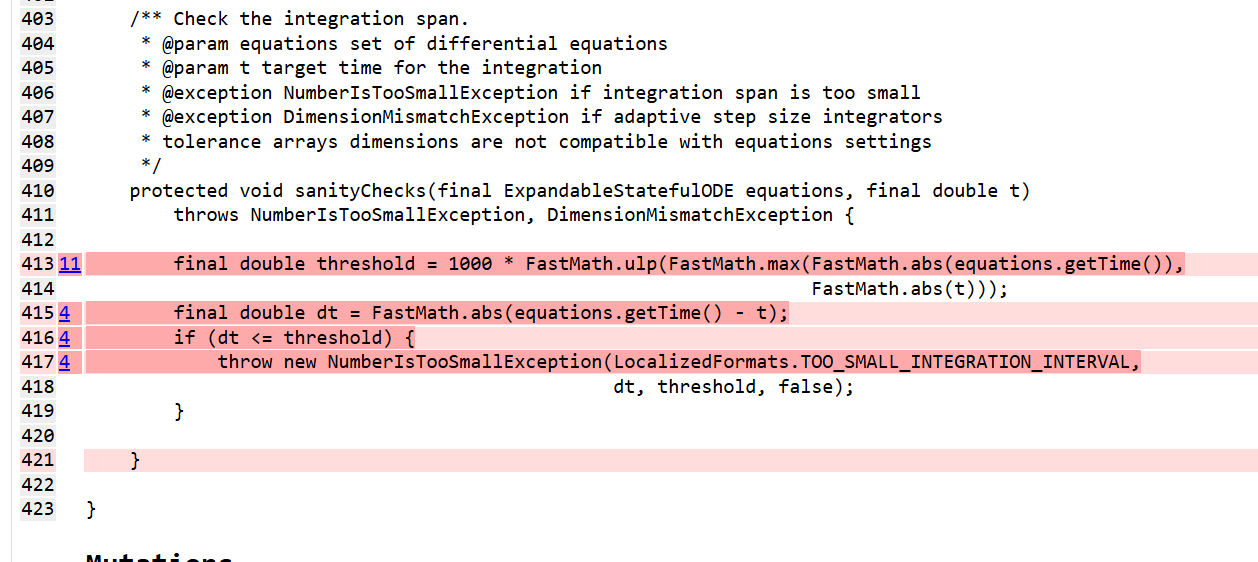 403 /** Check the integration span.
404 * @param equations set of differential equations
405 * @param t target time for the integration
406 * @exception NumberIsTooSmallException if integration span is too small
407 * @exception DimensionMismatchException if adaptive step size integrators
408 * tolerance arrays dimensions are not compatible with equations settings
409 */
410 protected void sanityChecks(final ExpandableStatefulODE equations, final double t)
411 throws NumberIsTooSmallException, DimensionMismatchException {
412
413 11 final double threshold = 1000 * FastMath.ulp(FastMath.max(FastMath.abs(equations.getTime()),
414 FastMath.abs(t)));
415 4 final double dt = FastMath.abs(equations.getTime() - t);
416 4 if (dt <= threshold) {
417 4 throw new NumberIsTooSmallException(LocalizedFormats.TOO_SMALL_INTEGRATION_INTERVAL,
418 dt, threshold, false);
419 }
420
421 }
422
423 }
Mutations